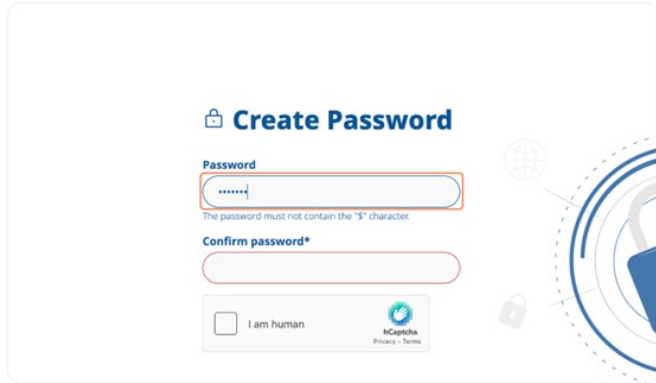 Create Password
Password
•••••••
The password must not contain the "$" character.
Confirm password*
I am human
hCaptcha
Privacy - Terms